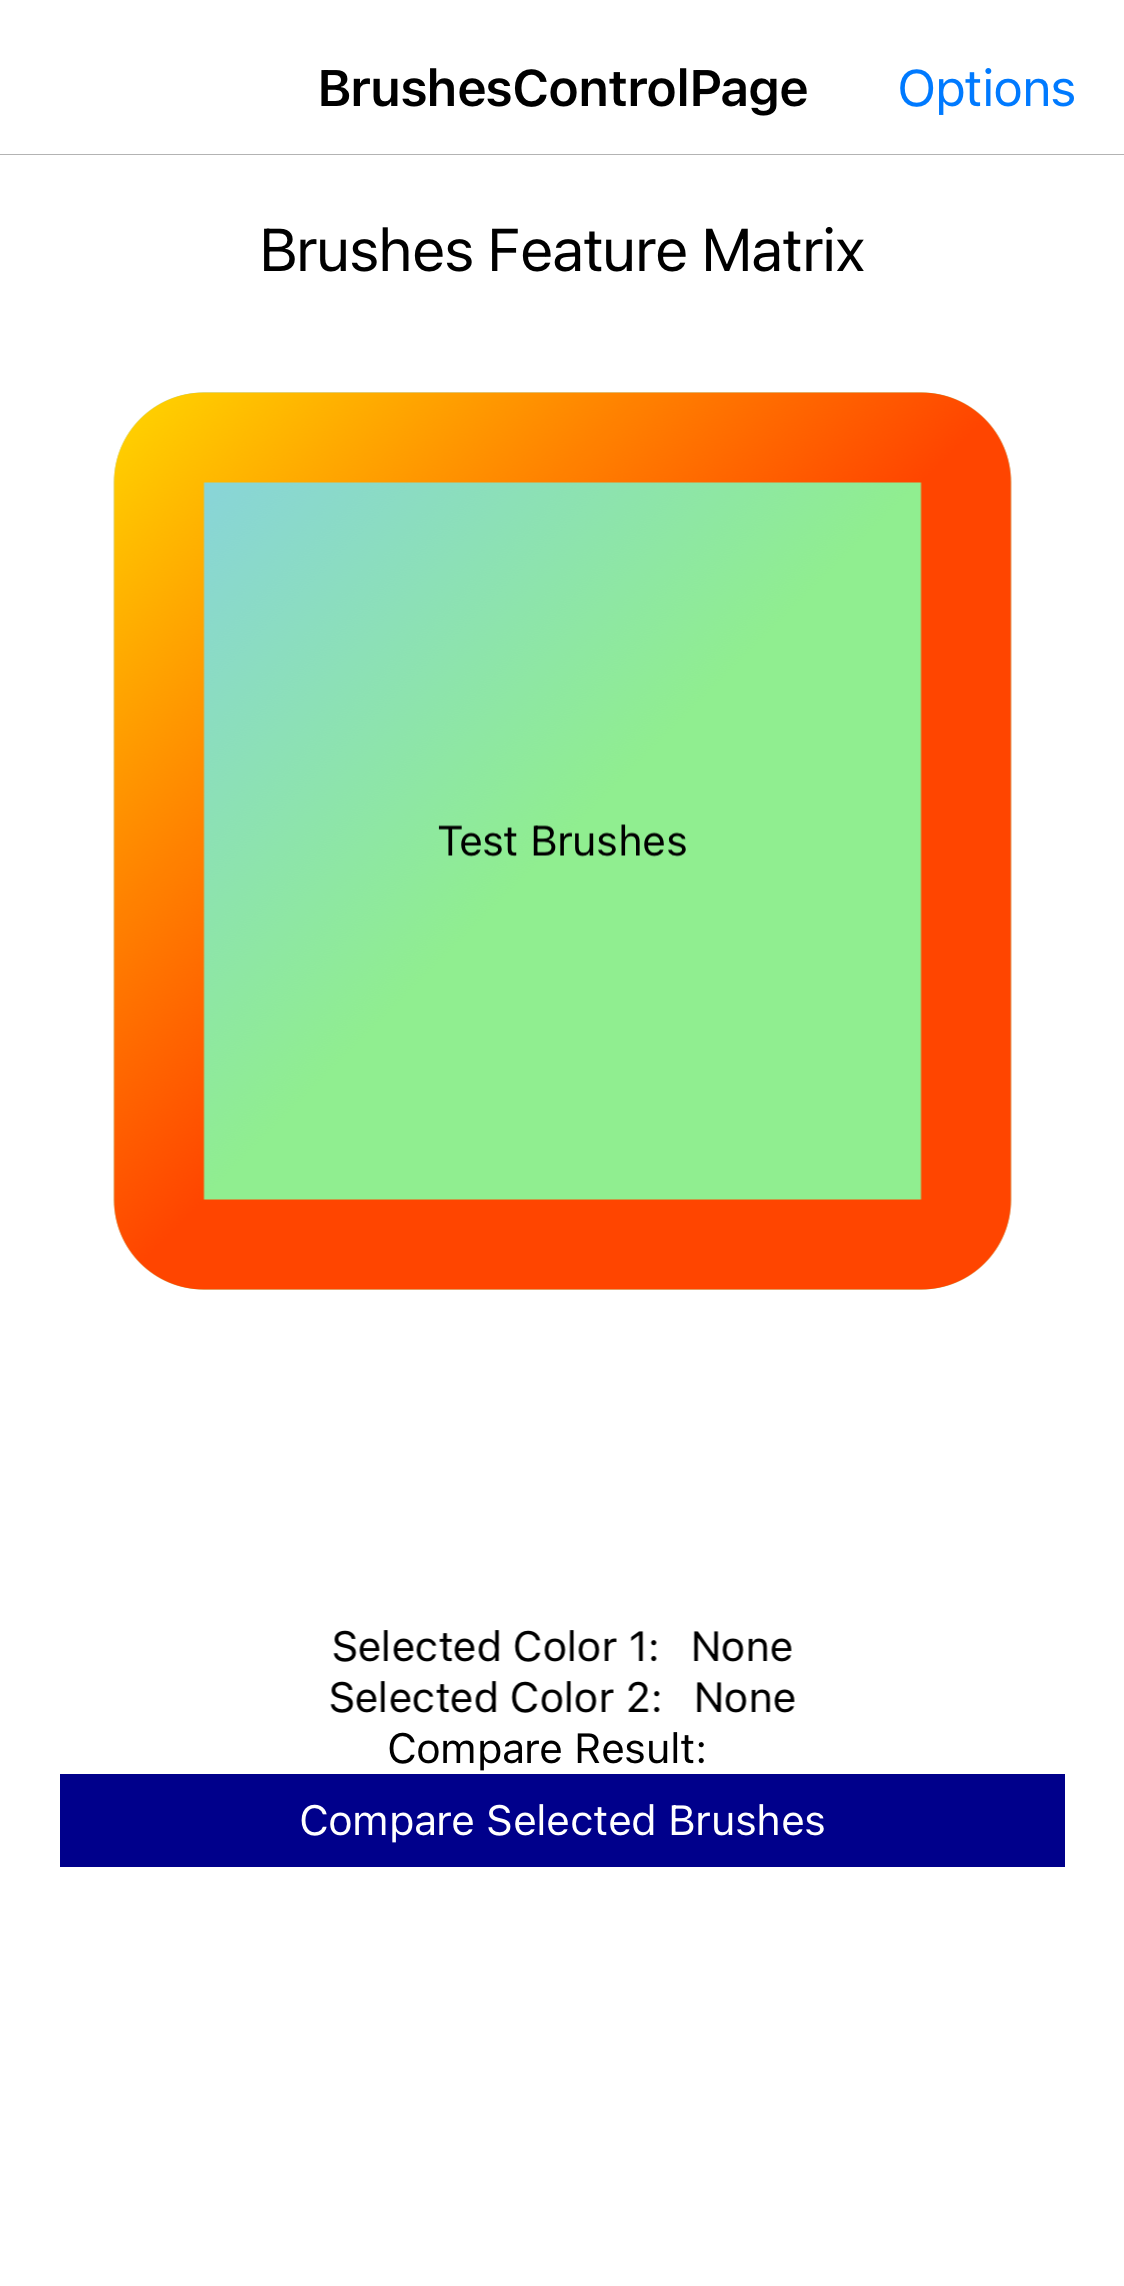 BrushesControlPage Options
Brushes Feature Matrix
Test Brushes
Selected Color 1: None
Selected Color 2: None
Compare Result:
Compare Selected Brushes